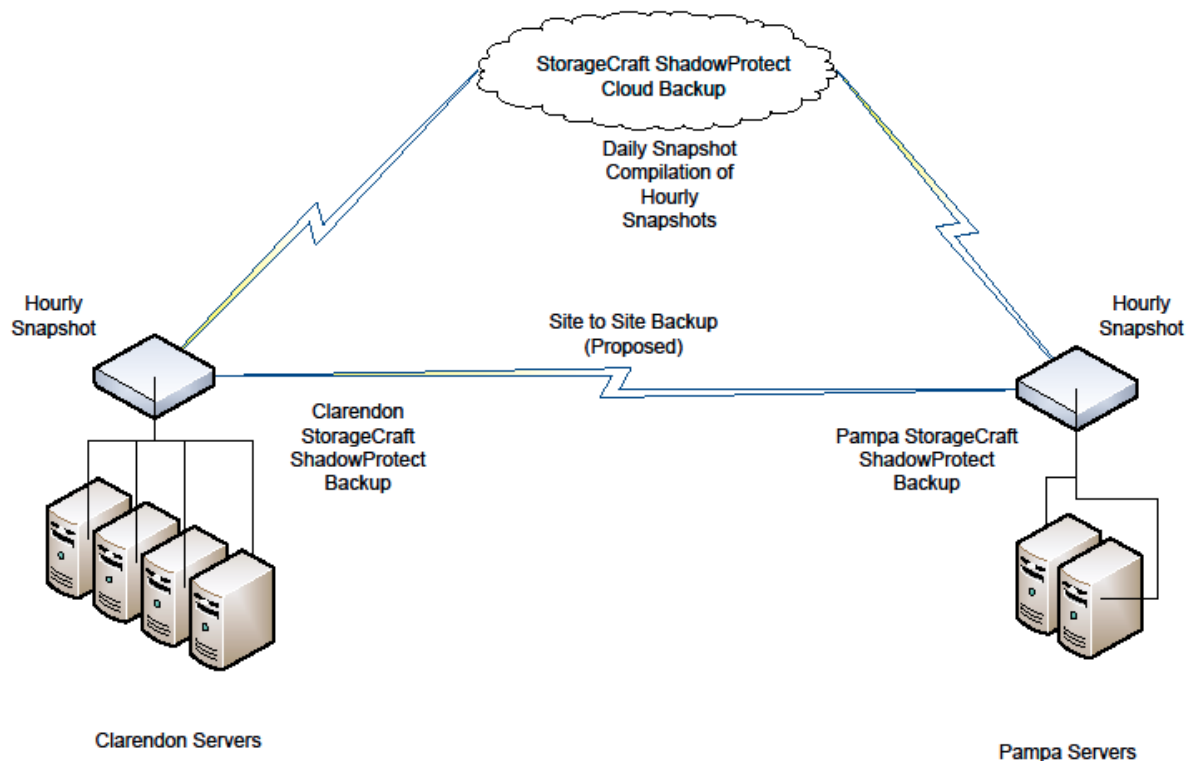 StorageCraft ShadowProtect
Cloud Backup
Daily Snapshot
Compilation of
Hourly
Snapshots
Hourly
Snapshot
Hourly
Snapshot
Site to Site Backup
(Proposed)
Clarendon
StorageCraft
ShadowProtect
Backup
Pampa StorageCraft
ShadowProtect
Backup
Clarendon Servers
Pampa Servers